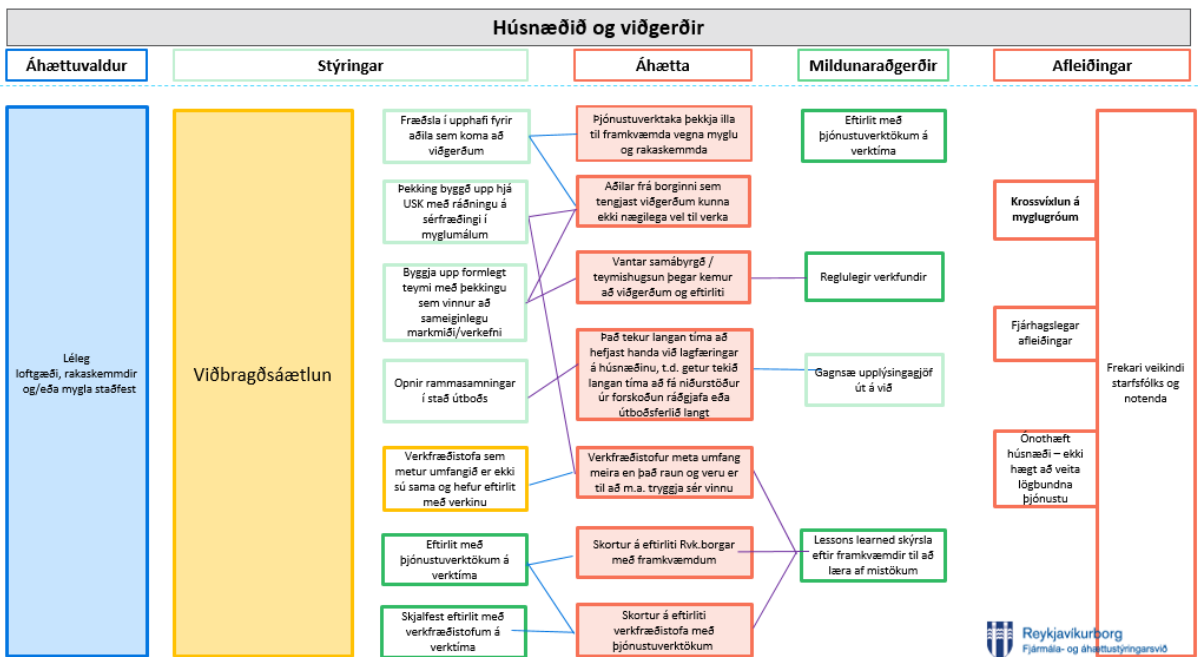 Húsnæðið og viðgerðir
Áhættuvaldur
Stýringar
Áhætta
Mildunaraðgerðir
Afleiðingar
Léleg
loftgæði, rakaskemmdir
og/eða mygla staðfest
Viðbragðsáætlun
Fræðsla í upphafi fyrir
aðila sem koma að
viðgerðum
Þekking byggð upp hjá
USK með ráðningu á
sérfræðingi í
myglumálum
Byggja upp formlegt
teymi með þekkingu
sem vinnur að
sameiginlegu
markmiði/verkefni
Opnir rammasamningar
í stað útboðs
Verkfræðistofa sem
metur umfangið er ekki
sú sama og hefur eftirlit
með verkinu
Eftirlit með
þjónustuverktökum á
verktíma
Skjalfest eftirlit með
verkfræðistofum á
verktíma
Þjónustuverktaka þekkja illa
til framkvæmda vegna myglu
og rakaskemmda
Aðilar frá borginni sem
tengjast viðgerðum kunna
ekki nægilega vel til verka
Vantar samábyrgð /
teymishugsun þegar kemur
að viðgerðum og eftirliti
Það tekur langan tíma að
hefjast handa við lagfæringar
á húsnæðinu, t.d. getur tekið
langan tíma að fá niðurstöður
úr forskoðun ráðgjafa eða
útboðsferlið langt
Verkfræðistofur meta umfang
meira en það raun og veru er
til að m.a. tryggja sér vinnu
Skortur á eftirliti Rvk.borgar
með framkvæmdum
Skortur á eftirliti
verkfræðistofa með
þjónustuverktökum
Eftirlit með
þjónustuverktökum á
verktíma
Reglulegir verkfundir
Gagnsæ upplýsingagjöf
út á við
Lessons learned skýrsla
eftir framkvæmdir til að
læra af mistökum
Krossvíxlun á
myglugróum
Fjárhagslegar
afleiðingar
Ónothæft
húsnæði – ekki
hægt að veita
lögbundna
þjónustu
Frekari veikindi
starfsfólks og
notenda
Reykjavíkurborg
Fjármála- og áhættustýringarsvið